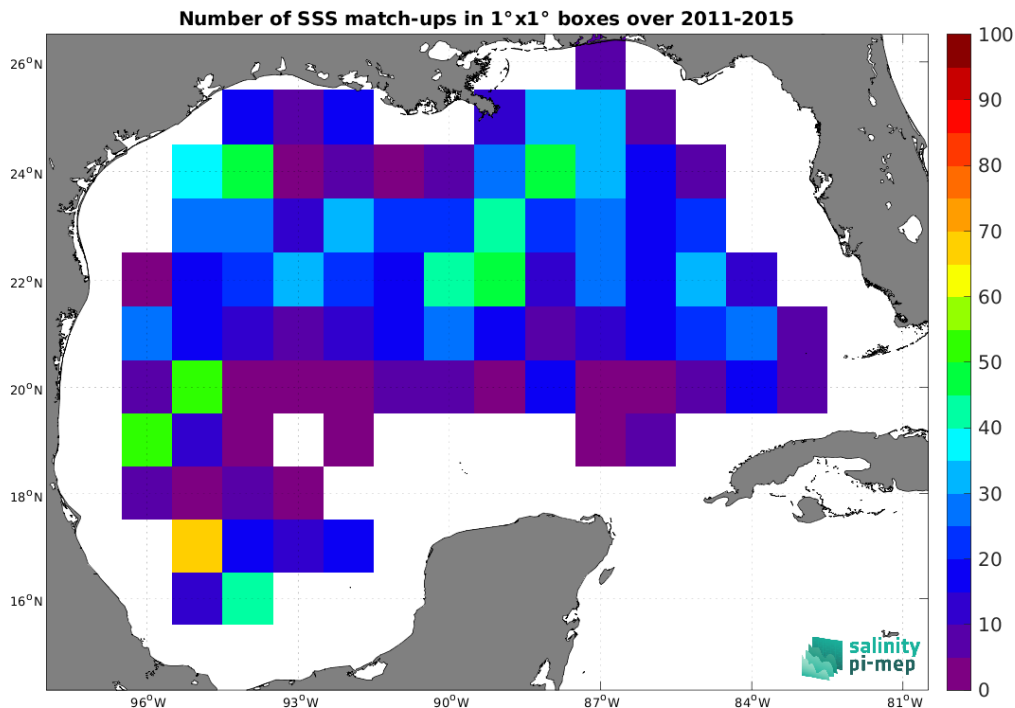 Number of SSS match-ups in 1°x1° boxes over 2011-2015
26°N
24°N
22°N
20°N
18°N
16°N
96°W
93°W
90°W
87°W
84°W
81°W
100
90
80
70
60
50
40
30
20
10
0
salinity
pi-mep